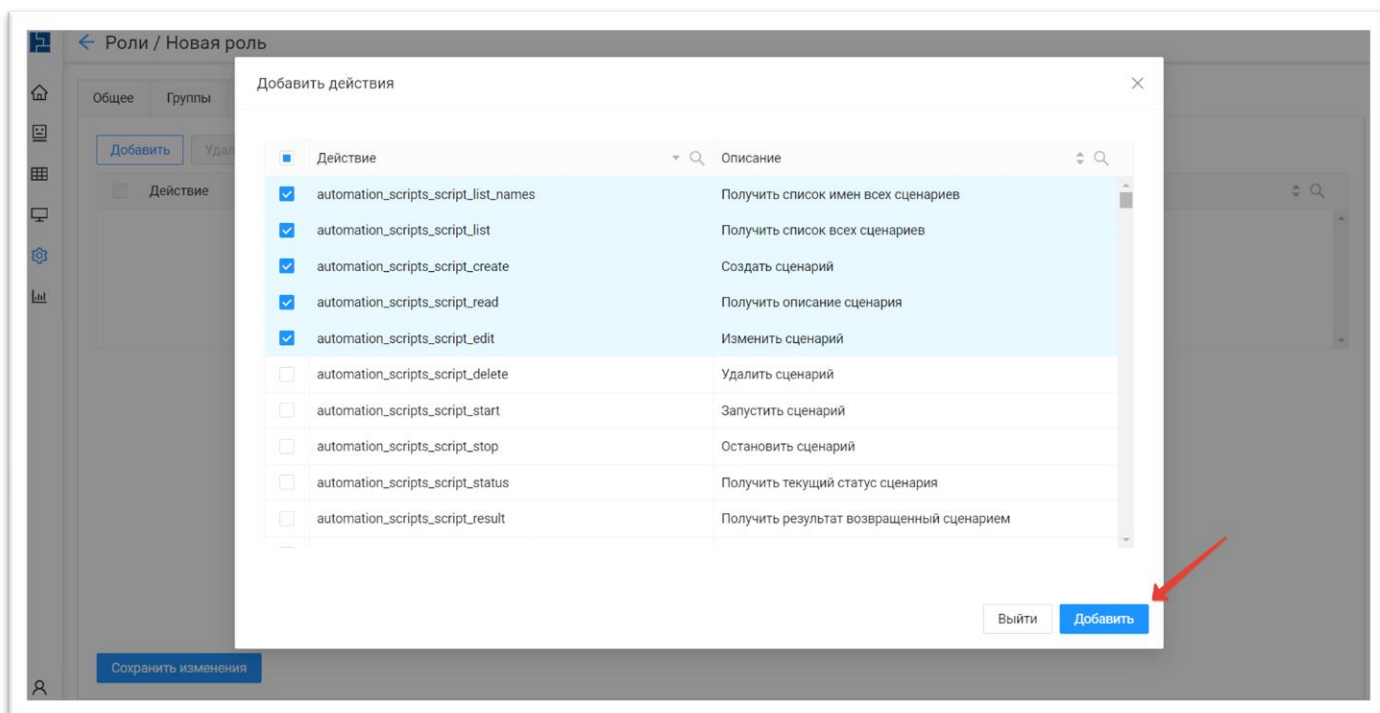 Роли / Новая роль
Добавить действия
Общее Группы
Добавить Удал
Действие
Действие Описание
automation_scripts_script_list_names Получить список имен всех сценариев
automation_scripts_script_list Получить список всех сценариев
automation_scripts_script_create Создать сценарий
automation_scripts_script_read Получить описание сценария
automation_scripts_script_edit Изменить сценарий
automation_scripts_script_delete Удалить сценарий
automation_scripts_script_start Запустить сценарий
automation_scripts_script_stop Остановить сценарий
automation_scripts_script_status Получить текущий статус сценария
automation_scripts_script_result Получить результат возвращенный сценарием
Выйти Добавить
Сохранить изменения